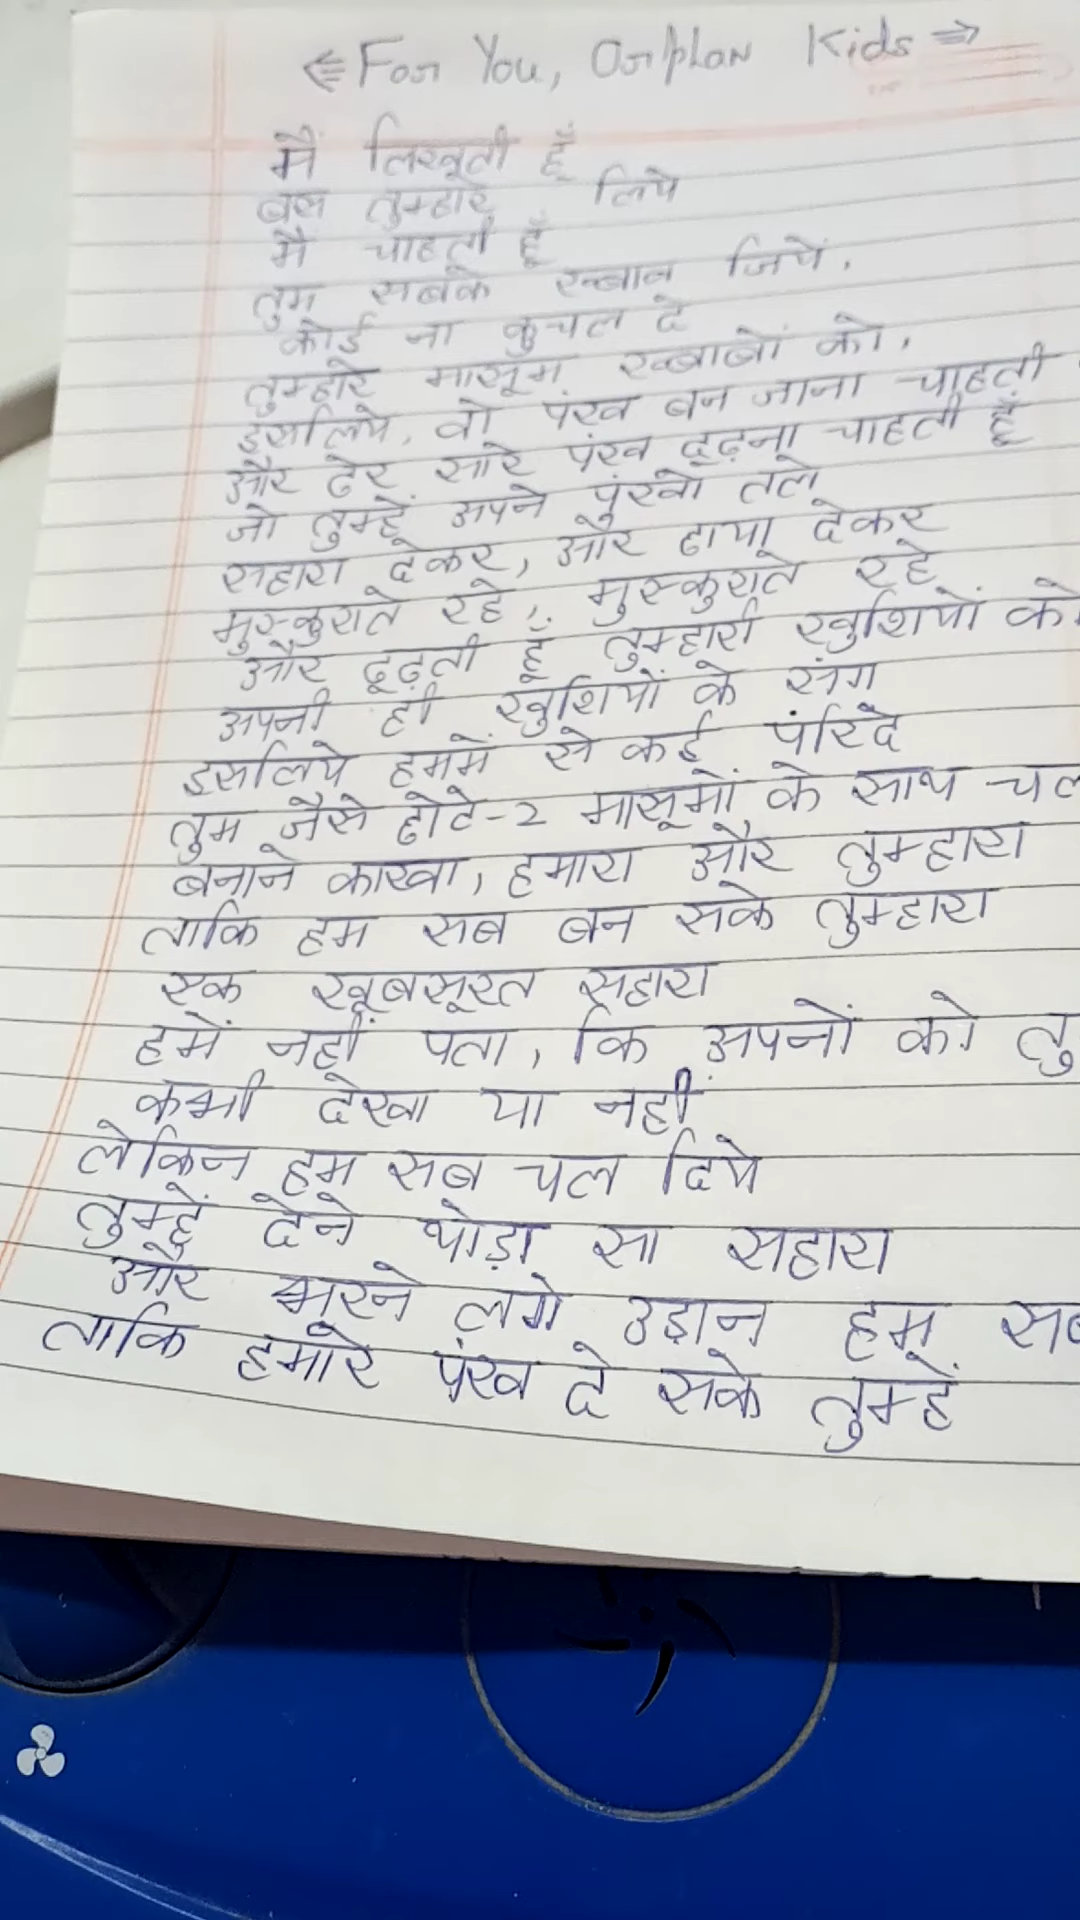 ⇐ For You, Orphan Kids ⇒
मैं लिखती हूँ
बस तुम्हारे लिये
मैं चाहती हूँ
तुम सबके ख्वाब जियें,
कोई ना कुचल दे
तुम्हारे मासूम ख्वाबों को,
इसलिये, वो पंख बन जाना चाहती
और ढेर सारे पंख ढूढ़ना चाहती हूँ
जो तुम्हें अपने पंखों तले
सहारा देकर, और छाया देकर
मुस्कुराते रहे, मुस्कुराते रहे
और ढूढ़ती हूँ तुम्हारी खुशियों को
अपनी ही खुशियों के संग
इसलिये हममें से कई परिंदे
तुम जैसे छोटे-2 मासूमों के साथ चल
बनाने कारवा, हमारा और तुम्हारा
ताकि हम सब बन सके तुम्हारा
एक खूबसूरत सहारा
हमें नहीं पता, कि अपनों को तु
कभी देखा या नहीं
लेकिन हम सब चल दिये
तुम्हें देने थोड़ा सा सहारा
और भरने लगे उड़ान हम सब
ताकि हमारे पंख दे सके तुम्हें